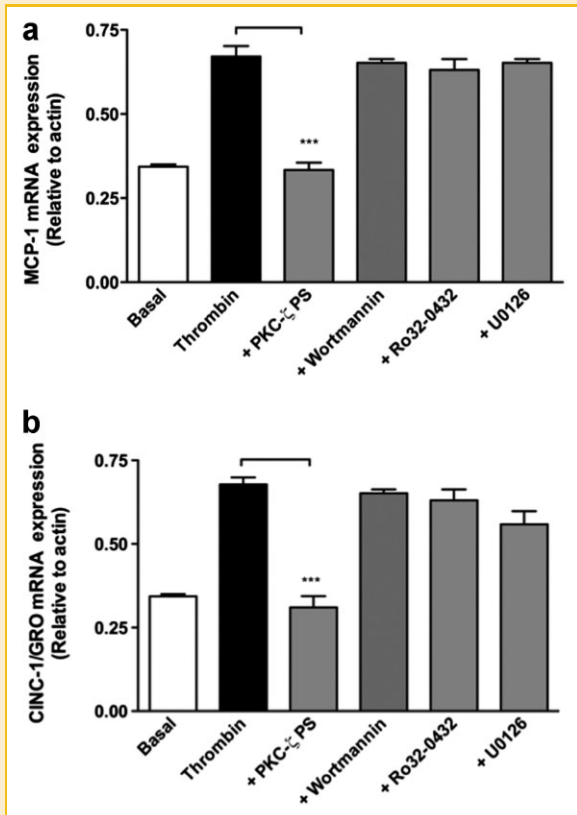 a
MCP-1 mRNA expression
(Relative to actin)
0.75
0.50
0.25
0.00
***
Basal
Thrombin
+ PKC-ζ PS
+ Wortmannin
+ Ro32-0432
+ U0126
b
CINC-1/GRO mRNA expression
(Relative to actin)
0.75
0.50
0.25
0.00
***
Basal
Thrombin
+ PKC-ζ PS
+ Wortmannin
+ Ro32-0432
+ U0126